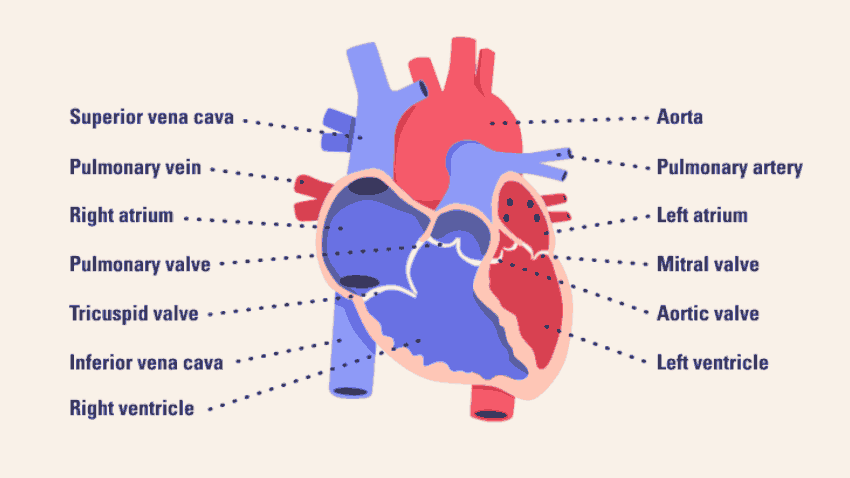 Superior vena cava
Pulmonary vein
Right atrium
Pulmonary valve
Tricuspid valve
Inferior vena cava
Right ventricle
Aorta
Pulmonary artery
Left atrium
Mitral valve
Aortic valve
Left ventricle